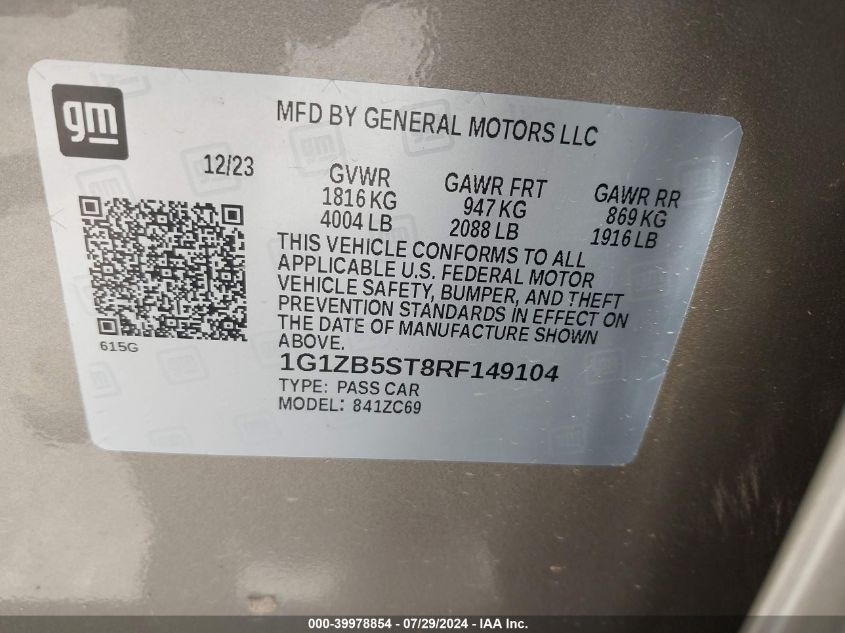 gm
MFD BY GENERAL MOTORS LLC
12/23
GVWR
1816 KG
4004 LB
GAWR FRT
947 KG
2088 LB
GAWR RR
869 KG
1916 LB
THIS VEHICLE CONFORMS TO ALL
APPLICABLE U.S. FEDERAL MOTOR
VEHICLE SAFETY, BUMPER, AND THEFT
PREVENTION STANDARDS IN EFFECT ON
THE DATE OF MANUFACTURE SHOWN
ABOVE.
615G
1G1ZB5ST8RF149104
TYPE: PASS CAR
MODEL: 841ZC69
000-39978854 - 07/29/2024 - IAA Inc.